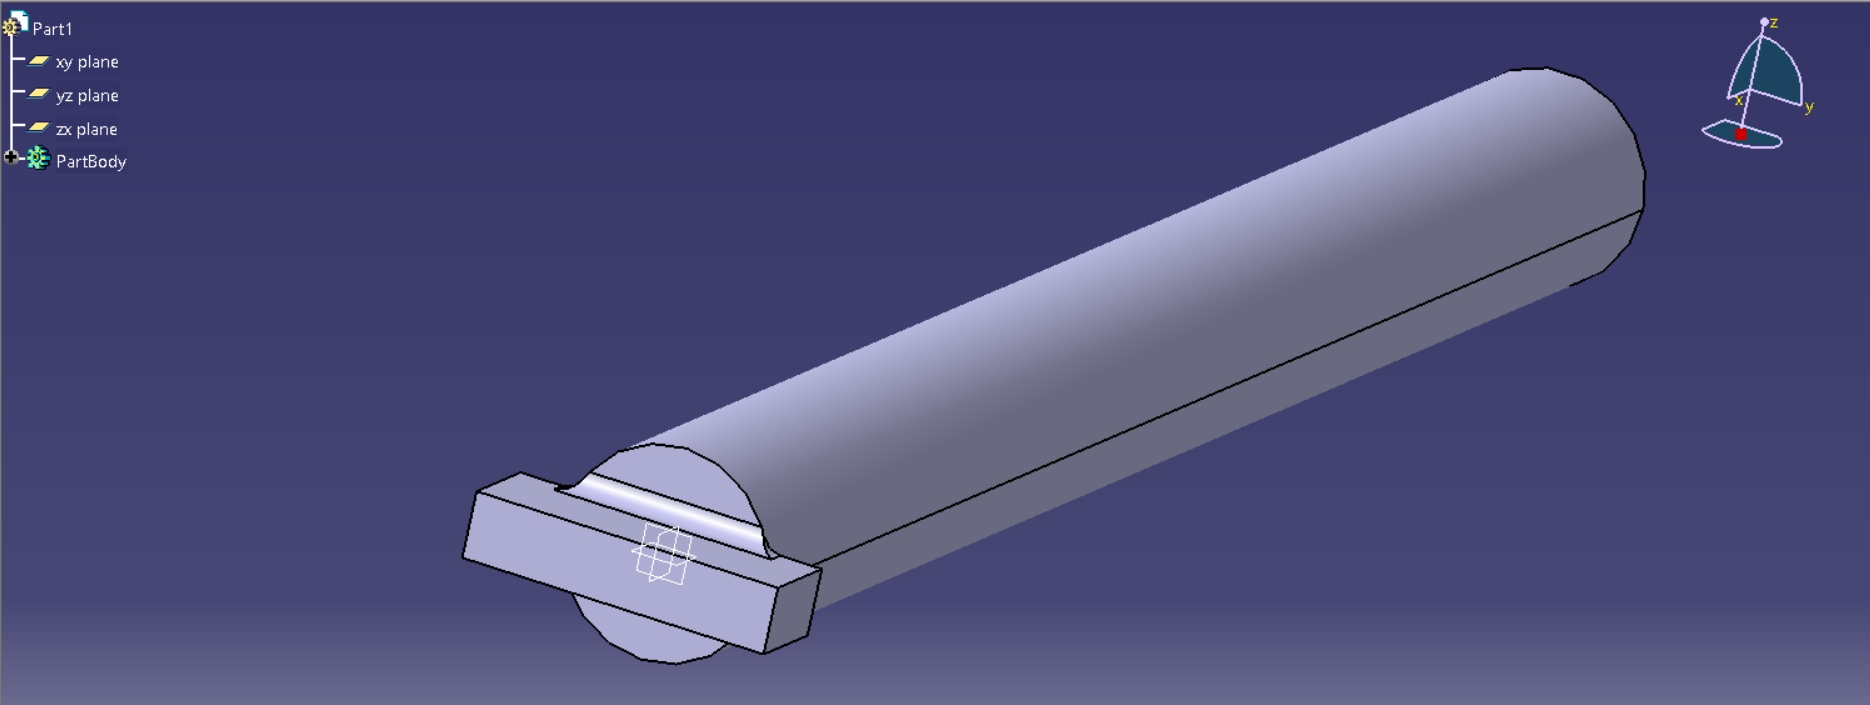 Part1
xy plane
yz plane
zx plane
PartBody
z
x
y